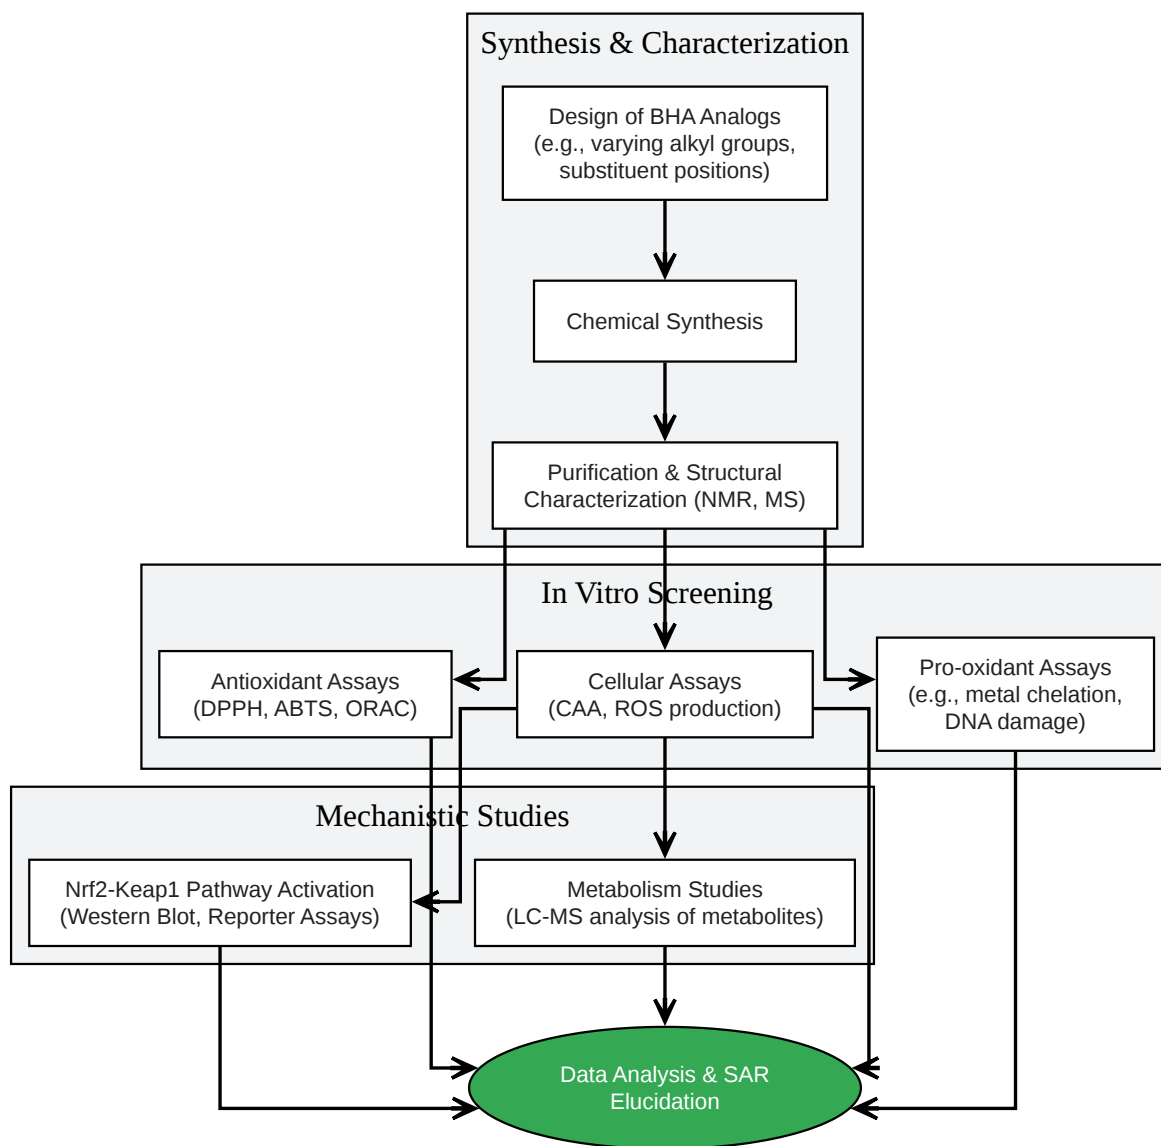 Synthesis & Characterization
Design of BHA Analogs
(e.g., varying alkyl groups,
substituent positions)
Chemical Synthesis
Purification & Structural
Characterization (NMR, MS)
In Vitro Screening
Antioxidant Assays
(DPPH, ABTS, ORAC)
Cellular Assays
(CAA, ROS production)
Pro-oxidant Assays
(e.g., metal chelation,
DNA damage)
Mechanistic Studies
Nrf2-Keap1 Pathway Activation
(Western Blot, Reporter Assays)
Metabolism Studies
(LC-MS analysis of metabolites)
Data Analysis & SAR
Elucidation